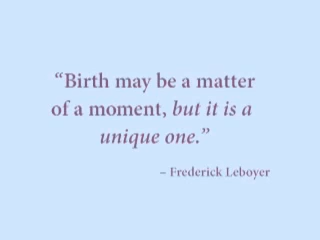 “Birth may be a matter
of a moment, but it is a
unique one.”
– Frederick Leboyer